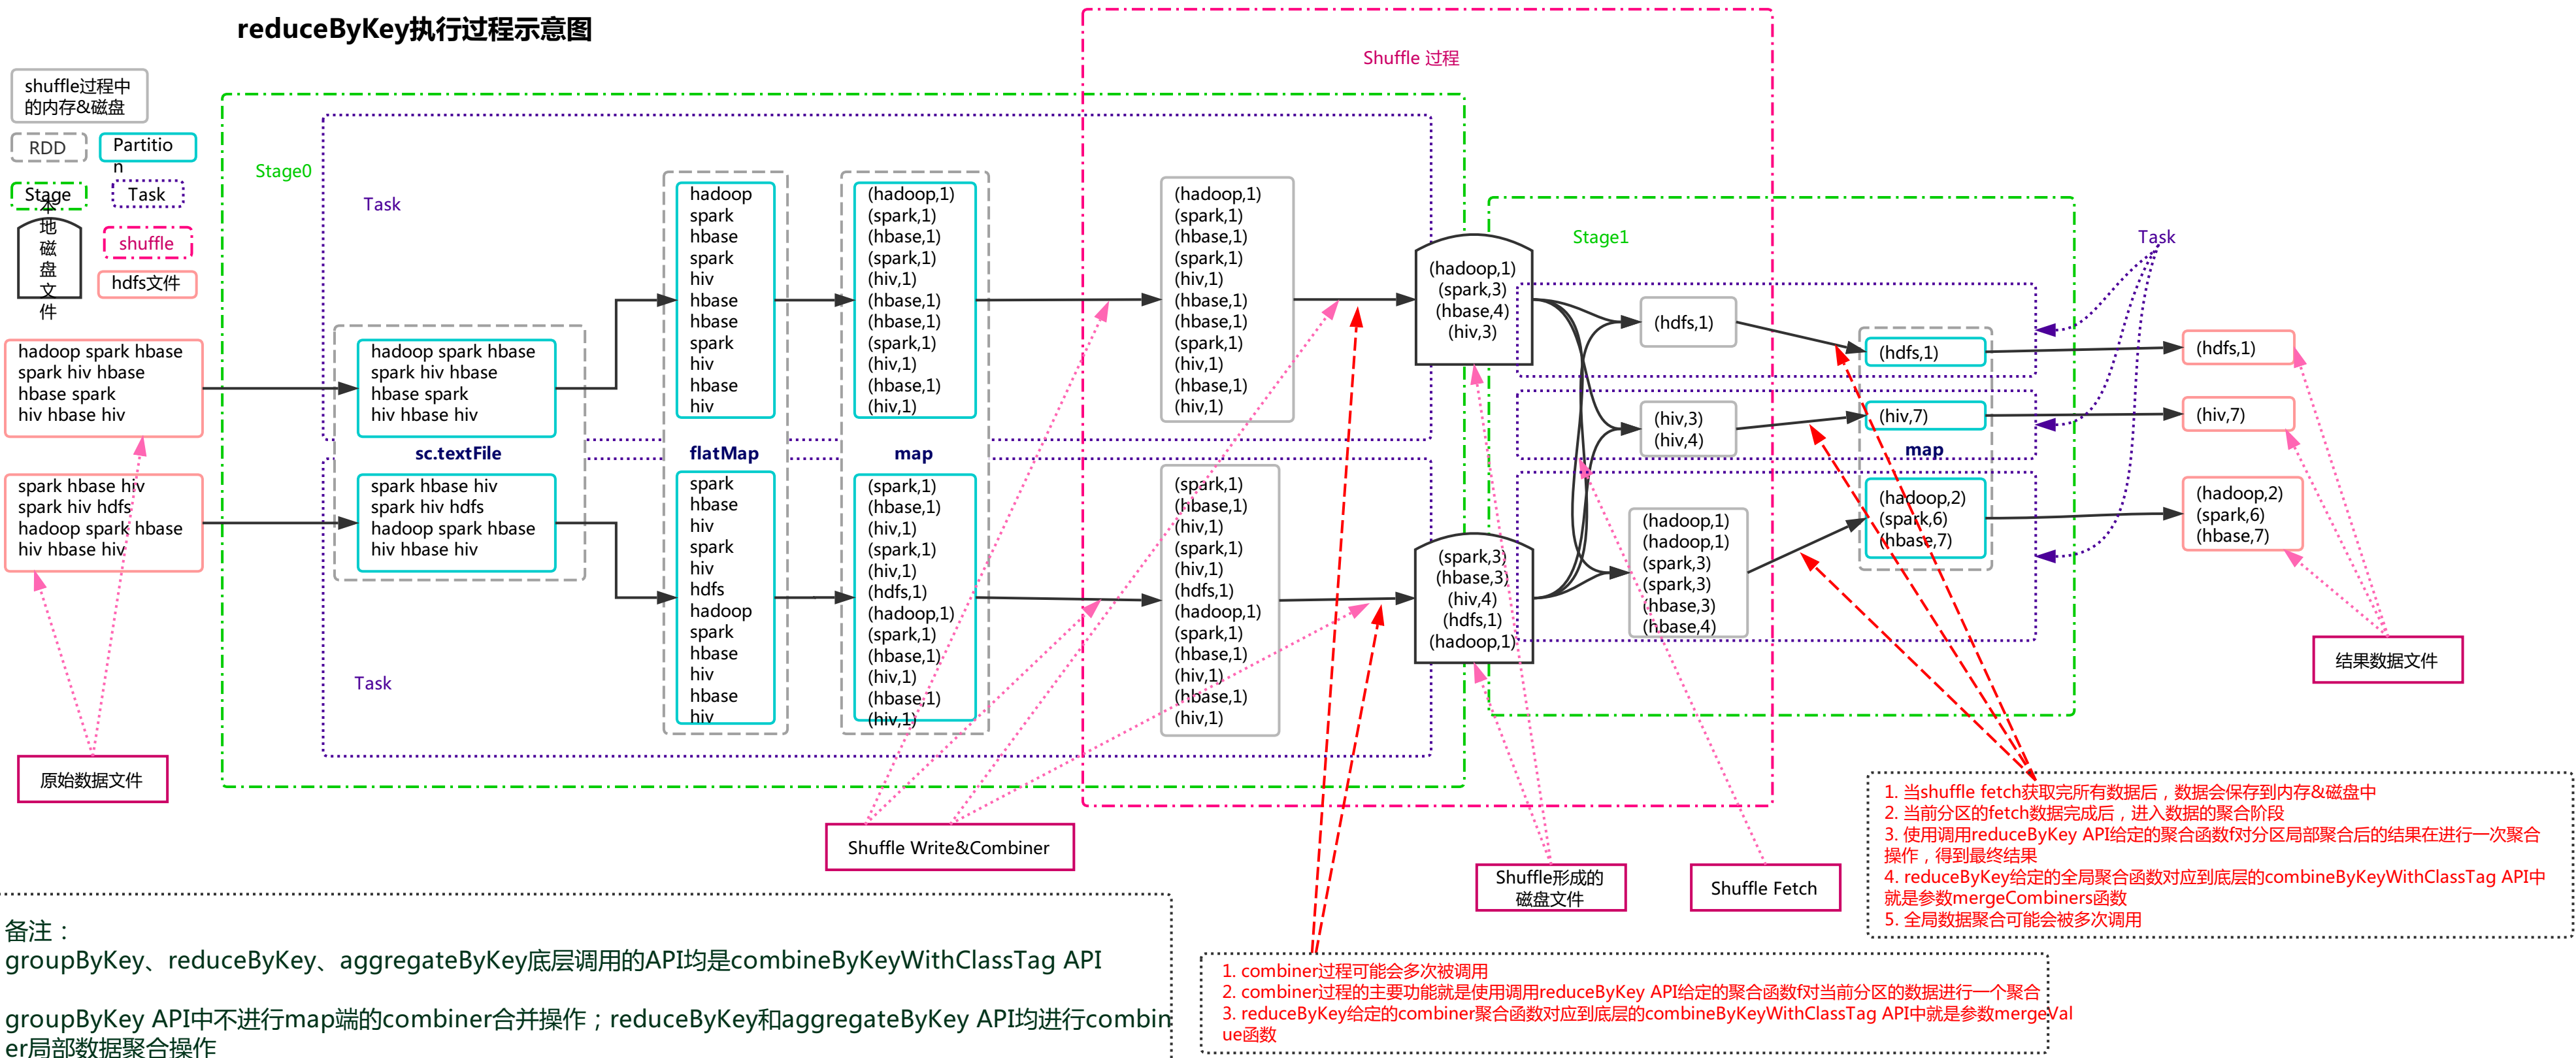 reduceByKey执行过程示意图
Shuffle 过程
shuffle过程中
的内存&磁盘
RDD
Partitio
n
Stage
Task
本
地
磁
盘
文
件
shuffle
hdfs文件
hadoop spark hbase
spark hiv hbase
hbase spark
hiv hbase hiv
spark hbase hiv
spark hiv hdfs
hadoop spark hbase
hiv hbase hiv
原始数据文件
Stage0
Task
Task
hadoop spark hbase
spark hiv hbase
hbase spark
hiv hbase hiv
sc.textFile
spark hbase hiv
spark hiv hdfs
hadoop spark hbase
hiv hbase hiv
hadoop
spark
hbase
spark
hiv
hbase
hbase
spark
hiv
hbase
hiv
flatMap
spark
hbase
hiv
spark
hiv
hdfs
hadoop
spark
hbase
hiv
hbase
hiv
(hadoop,1)
(spark,1)
(hbase,1)
(spark,1)
(hiv,1)
(hbase,1)
(hbase,1)
(spark,1)
(hiv,1)
(hbase,1)
(hiv,1)
map
(spark,1)
(hbase,1)
(hiv,1)
(spark,1)
(hiv,1)
(hdfs,1)
(hadoop,1)
(spark,1)
(hbase,1)
(hiv,1)
(hbase,1)
(hiv,1)
(hadoop,1)
(spark,1)
(hbase,1)
(spark,1)
(hiv,1)
(hbase,1)
(hbase,1)
(spark,1)
(hiv,1)
(hbase,1)
(hiv,1)
(spark,1)
(hbase,1)
(hiv,1)
(spark,1)
(hiv,1)
(hdfs,1)
(hadoop,1)
(spark,1)
(hbase,1)
(hiv,1)
(hbase,1)
(hiv,1)
(hadoop,1)
(spark,3)
(hbase,4)
(hiv,3)
(spark,3)
(hbase,3)
(hiv,4)
(hdfs,1)
(hadoop,1)
Stage1
Task
(hdfs,1)
(hiv,3)
(hiv,4)
(hadoop,1)
(hadoop,1)
(spark,3)
(spark,3)
(hbase,3)
(hbase,4)
(hdfs,1)
(hiv,7)
map
(hadoop,2)
(spark,6)
(hbase,7)
(hdfs,1)
(hiv,7)
(hadoop,2)
(spark,6)
(hbase,7)
结果数据文件
Shuffle Write&Combiner
Shuffle形成的
磁盘文件
Shuffle Fetch
1. 当shuffle fetch获取完所有数据后，数据会保存到内存&磁盘中
2. 当前分区的fetch数据完成后，进入数据的聚合阶段
3. 使用调用reduceByKey API给定的聚合函数f对分区局部聚合后的结果在进行一次聚合
操作，得到最终结果
4. reduceByKey给定的全局聚合函数对应到底层的combineByKeyWithClassTag API中
就是参数mergeCombiners函数
5. 全局数据聚合可能会被多次调用
1. combiner过程可能会多次被调用
2. combiner过程的主要功能就是使用调用reduceByKey API给定的聚合函数f对当前分区的数据进行一个聚合
3. reduceByKey给定的combiner聚合函数对应到底层的combineByKeyWithClassTag API中就是参数mergeVal
ue函数
备注：
groupByKey、reduceByKey、aggregateByKey底层调用的API均是combineByKeyWithClassTag API
groupByKey API中不进行map端的combiner合并操作；reduceByKey和aggregateByKey API均进行combin
er局部数据聚合操作